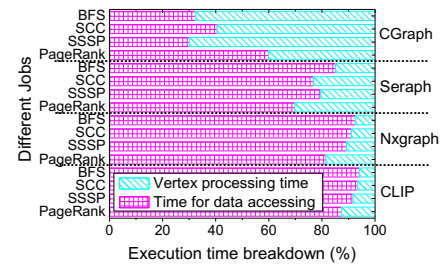 Different Jobs
BFS
SCC
SSSP
PageRank
CGraph
BFS
SCC
SSSP
PageRank
Seraph
BFS
SCC
SSSP
PageRank
Nxgraph
BFS
SCC
SSSP
PageRank
CLIP
Vertex processing time
Time for data accessing
0 20 40 60 80 100
Execution time breakdown (%)